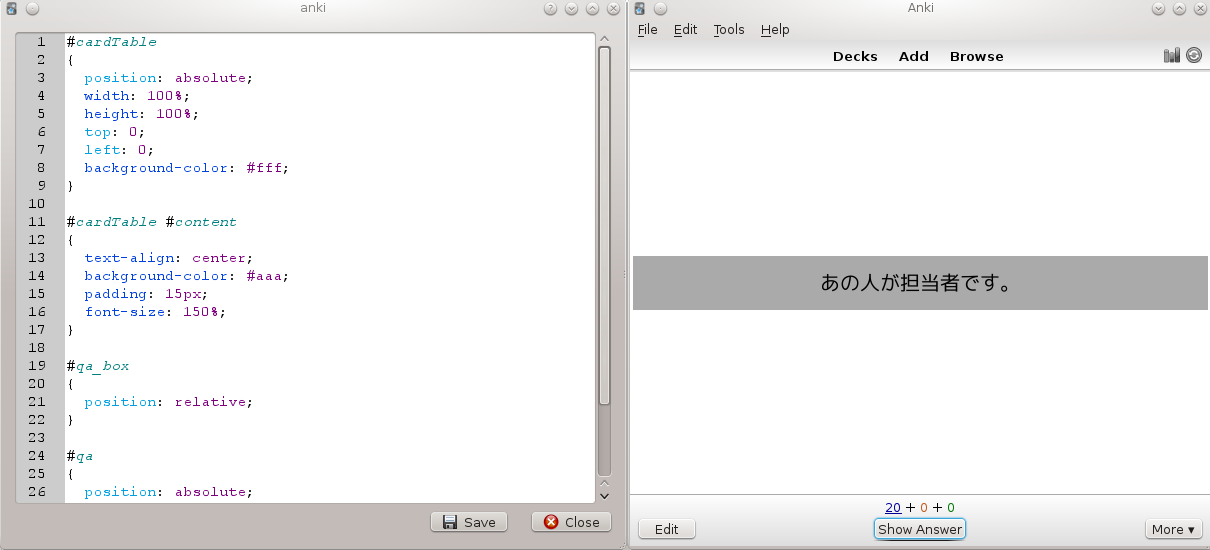 anki
1 #cardTable
2 {
3 position: absolute;
4 width: 100%;
5 height: 100%;
6 top: 0;
7 left: 0;
8 background-color: #fff;
9 }
10
11 #cardTable #content
12 {
13 text-align: center;
14 background-color: #aaa;
15 padding: 15px;
16 font-size: 150%;
17 }
18
19 #qa_box
20 {
21 position: relative;
22 }
23
24 #qa
25 {
26 position: absolute;
Save Close
Anki
File Edit Tools Help
Decks Add Browse
あの人が担当者です。
20 + 0 + 0
Edit Show Answer More ▾